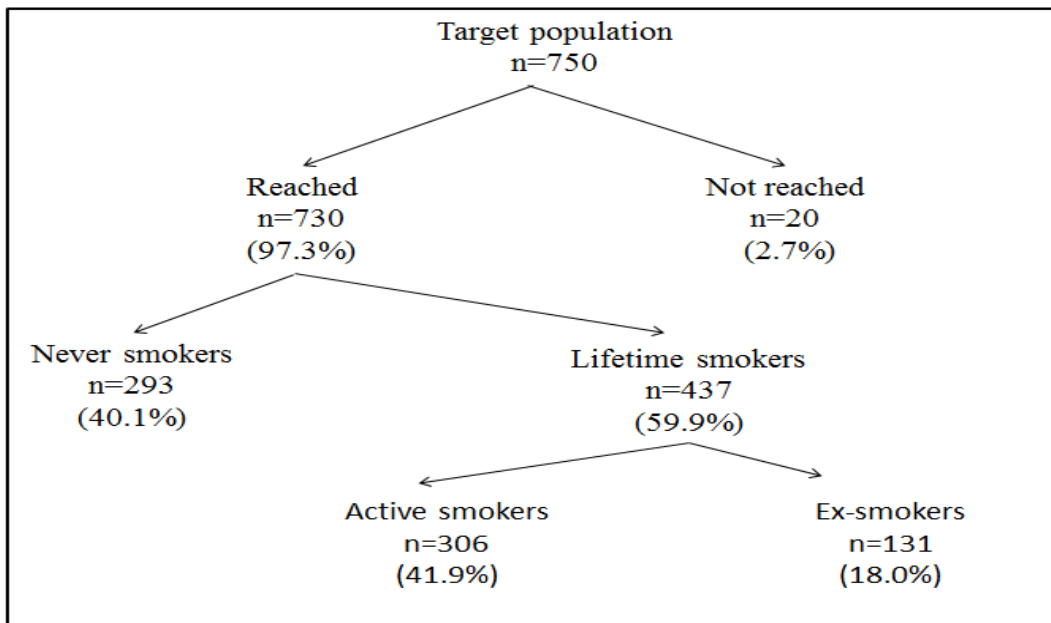 Target population
n=750
Reached
n=730
(97.3%)
Not reached
n=20
(2.7%)
Never smokers
n=293
(40.1%)
Lifetime smokers
n=437
(59.9%)
Active smokers
n=306
(41.9%)
Ex-smokers
n=131
(18.0%)